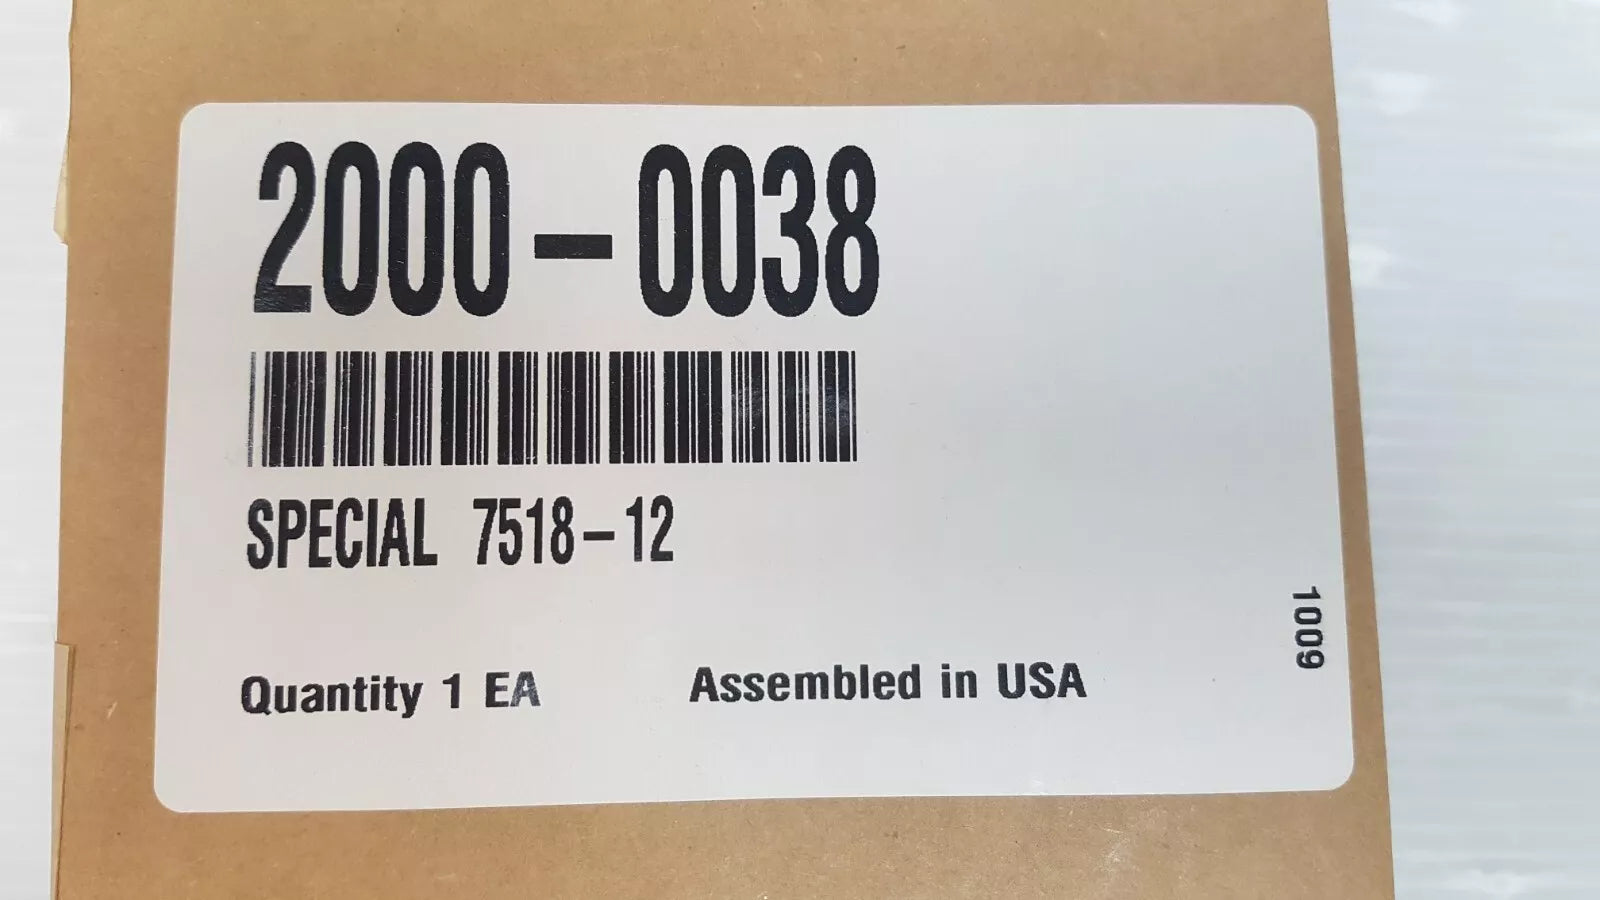 2000-0038
SPECIAL 7518-12
Quantity 1 EA
Assembled in USA
1009